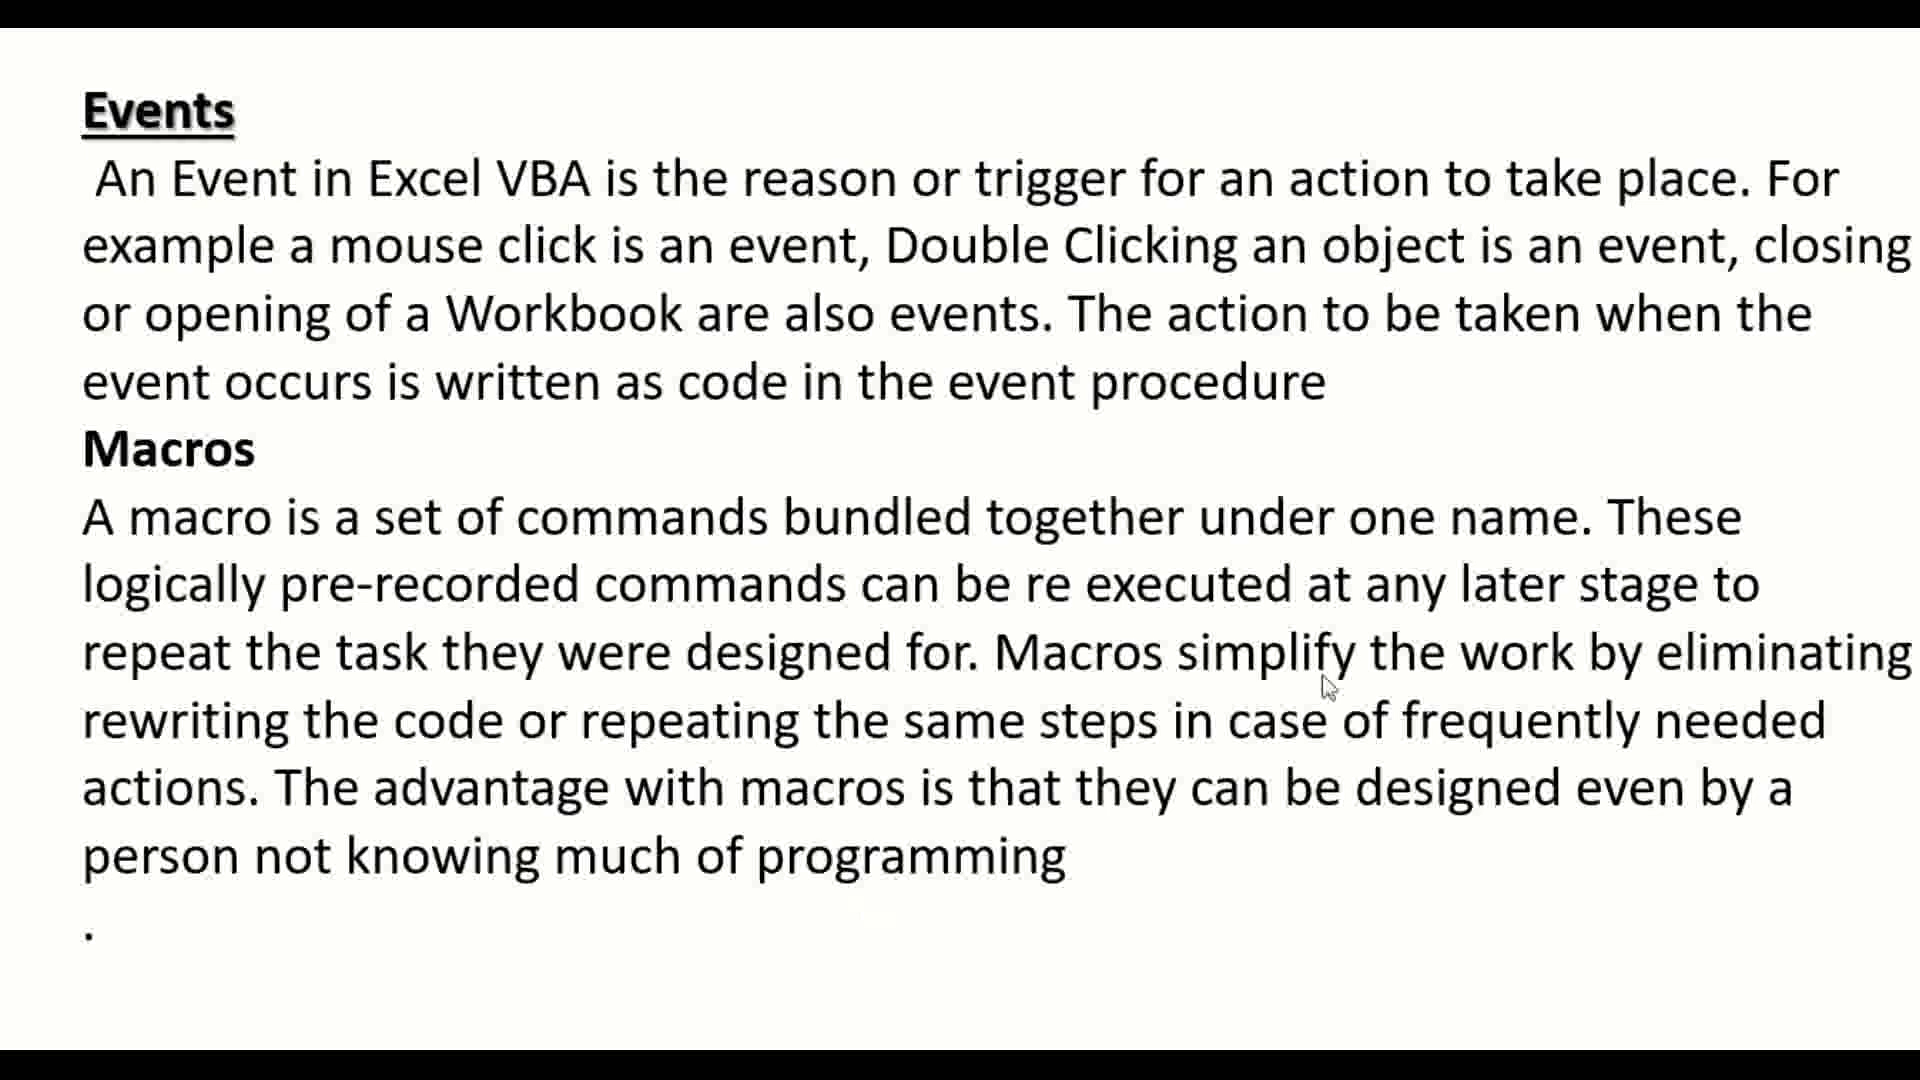 Events
An Event in Excel VBA is the reason or trigger for an action to take place. For
example a mouse click is an event, Double Clicking an object is an event, closing
or opening of a Workbook are also events. The action to be taken when the
event occurs is written as code in the event procedure
Macros
A macro is a set of commands bundled together under one name. These
logically pre-recorded commands can be re executed at any later stage to
repeat the task they were designed for. Macros simplify the work by eliminating
rewriting the code or repeating the same steps in case of frequently needed
actions. The advantage with macros is that they can be designed even by a
person not knowing much of programming
.